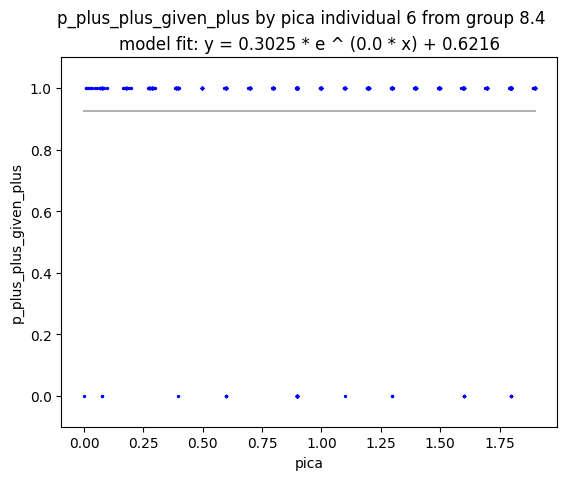 p_plus_plus_given_plus by pica individual 6 from group 8.4
model fit: y = 0.3025 * e ^ (0.0 * x) + 0.6216
1.0
0.8
0.6
0.4
0.2
0.0
p_plus_plus_given_plus
0.00 0.25 0.50 0.75 1.00 1.25 1.50 1.75
pica